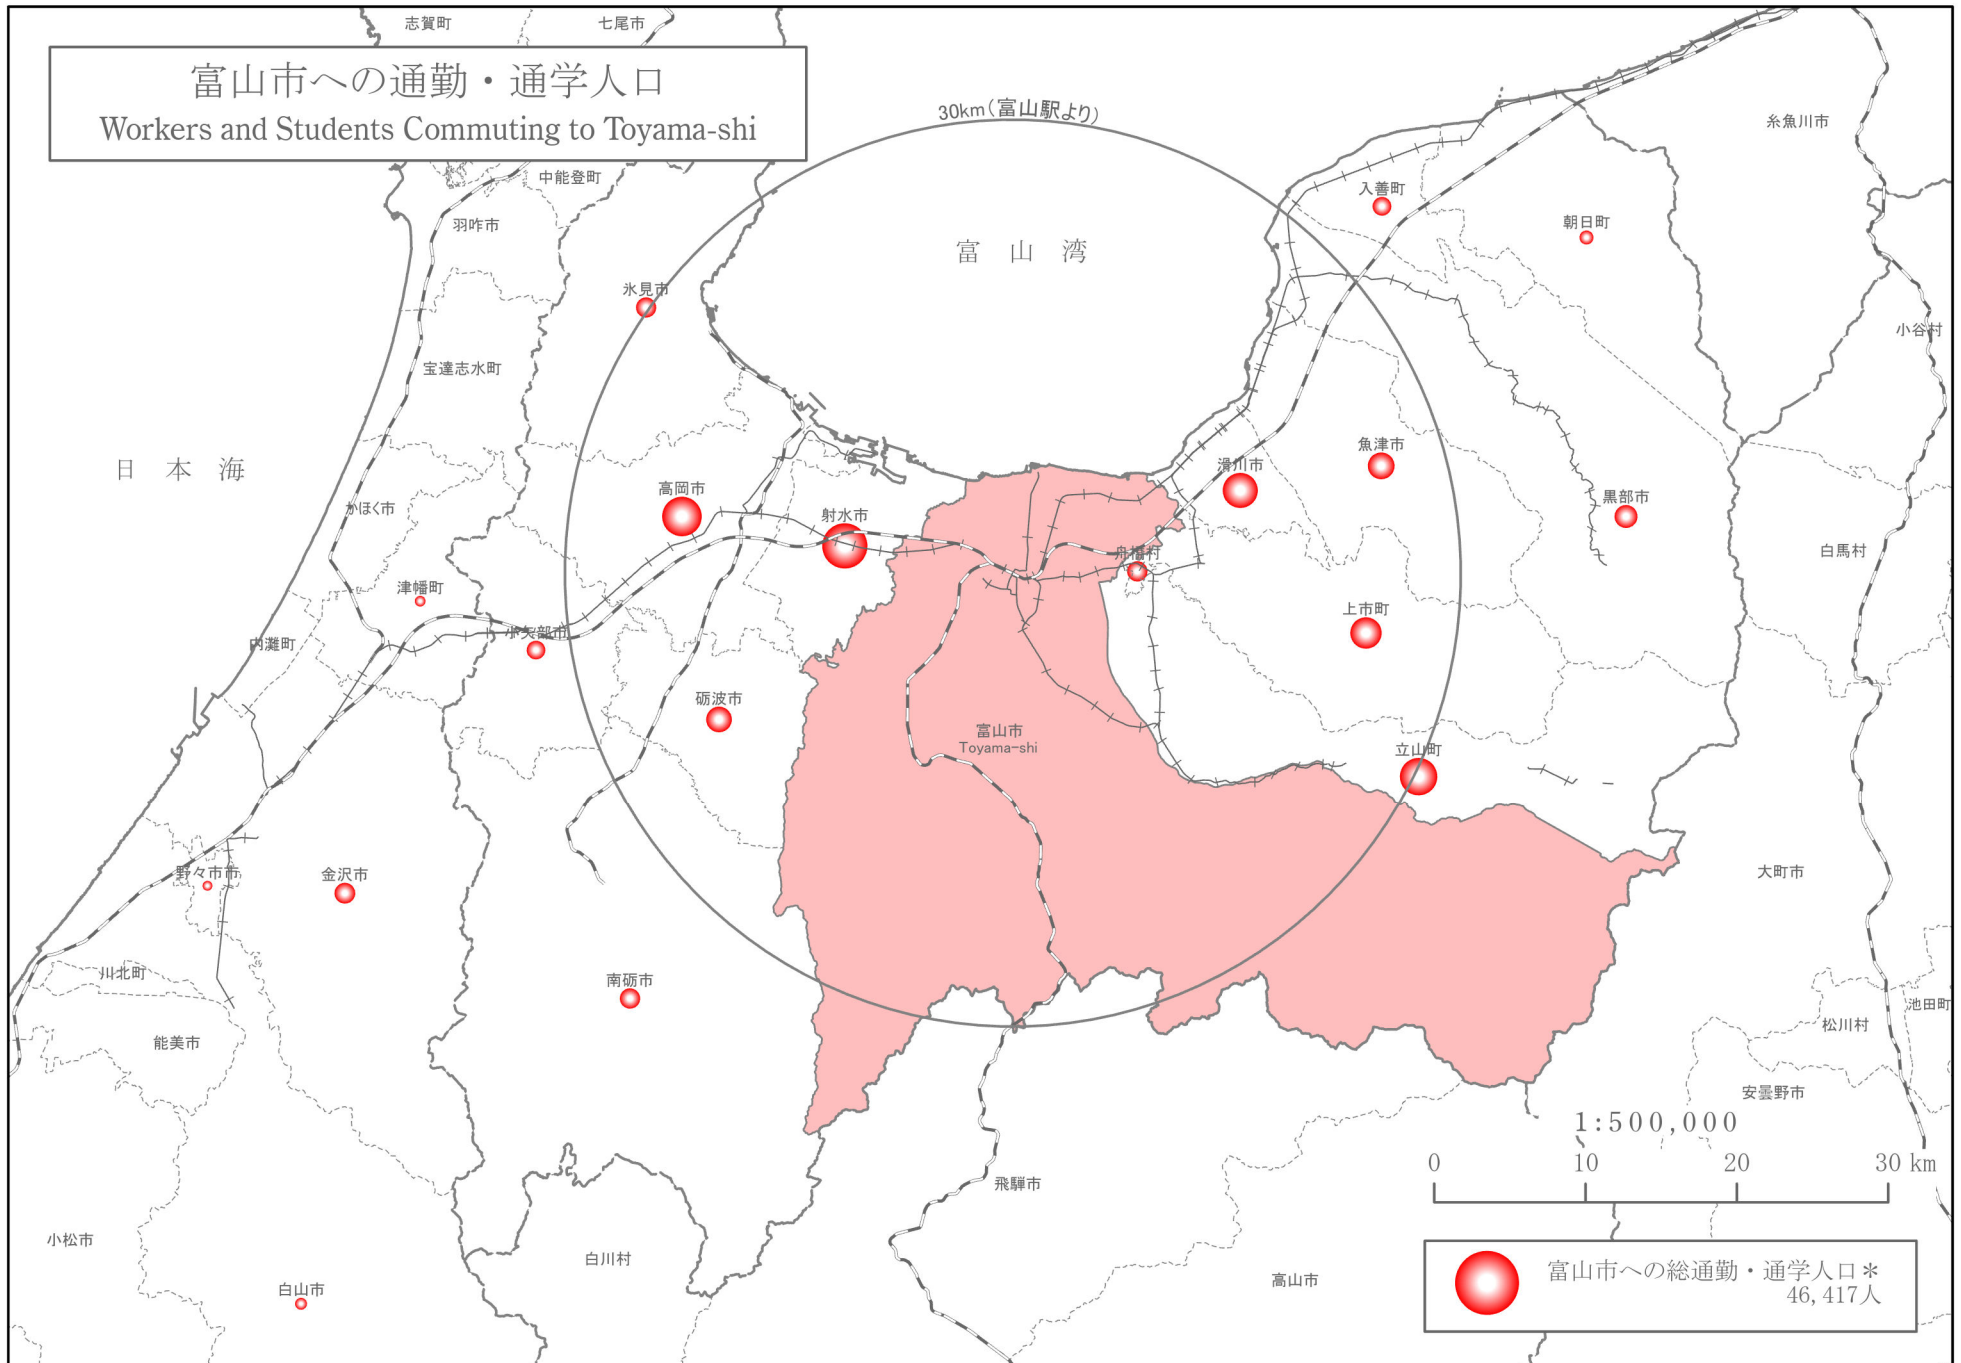 志賀町
七尾市
富山市への通勤・通学人口
Workers and Students Commuting to Toyama-shi
30km(富山駅より)
糸魚川市
中能登町
入善町
羽咋市
朝日町
富山湾
氷見市
小谷村
宝達志水町
魚津市
滑川市
日本海
高岡市
黒部市
かほく市
射水市
舟橋村
白馬村
津幡町
上市町
小矢部市
内灘町
砺波市
富山市
Toyama-shi
立山町
野々市市
金沢市
大町市
川北町
南砺市
池田町
松川村
能美市
安曇野市
1:500,000
0 10 20 30 km
飛騨市
小松市
白川村
高山市
白山市
富山市への総通勤・通学人口*
46,417人